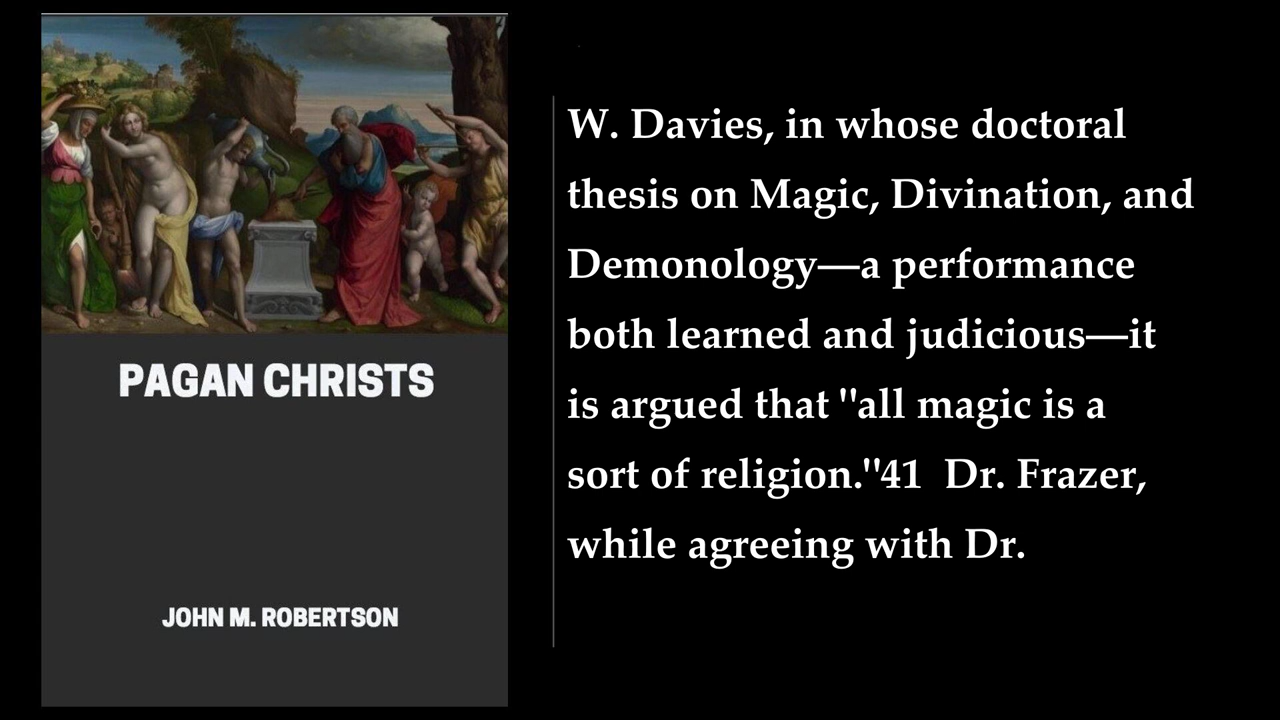 PAGAN CHRISTS
JOHN M. ROBERTSON
W. Davies, in whose doctoral
thesis on Magic, Divination, and
Demonology—a performance
both learned and judicious—it
is argued that "all magic is a
sort of religion."41 Dr. Frazer,
while agreeing with Dr.